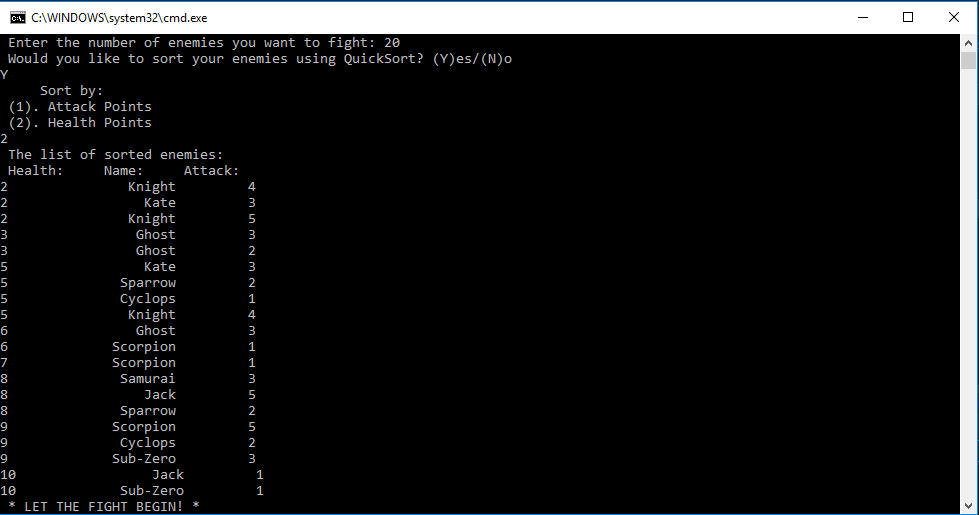 C:\WINDOWS\system32\cmd.exe
Enter the number of enemies you want to fight: 20
Would you like to sort your enemies using QuickSort? (Y)es/(N)o
Y
Sort by:
(1). Attack Points
(2). Health Points
2
The list of sorted enemies:
Health: Name: Attack:
2 Knight 4
2 Kate 3
2 Knight 5
3 Ghost 3
3 Ghost 2
5 Kate 3
5 Sparrow 2
5 Cyclops 1
5 Knight 4
6 Ghost 3
6 Scorpion 1
7 Scorpion 1
8 Samurai 3
8 Jack 5
8 Sparrow 2
9 Scorpion 5
9 Cyclops 2
9 Sub-Zero 3
10 Jack 1
10 Sub-Zero 1
* LET THE FIGHT BEGIN! *